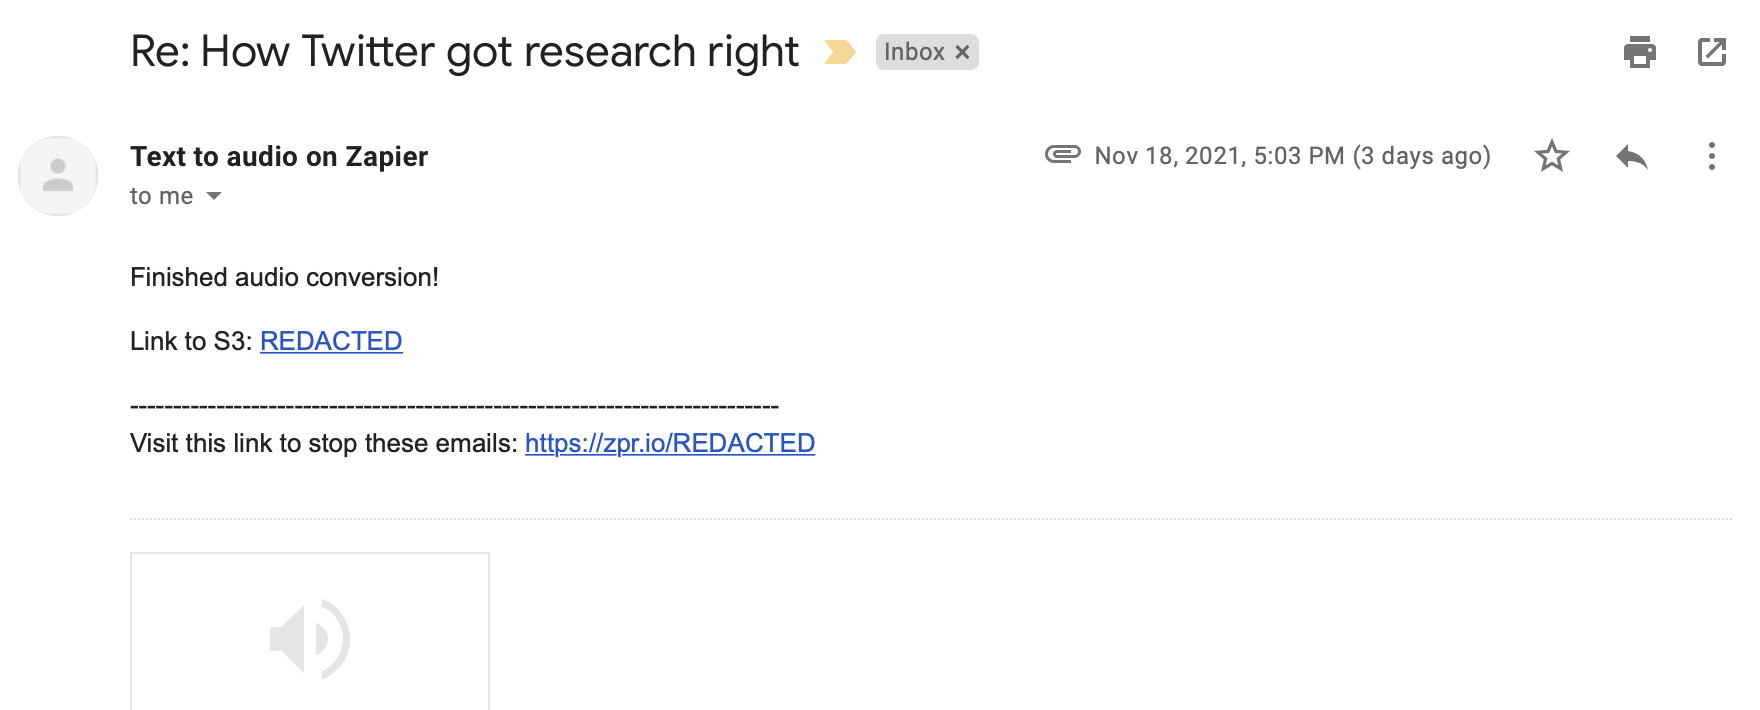 Re: How Twitter got research right
Inbox ×
Text to audio on Zapier
Nov 18, 2021, 5:03 PM (3 days ago)
to me
Finished audio conversion!
Link to S3: REDACTED
-------------------------------------------------------------------------
Visit this link to stop these emails: https://zpr.io/REDACTED